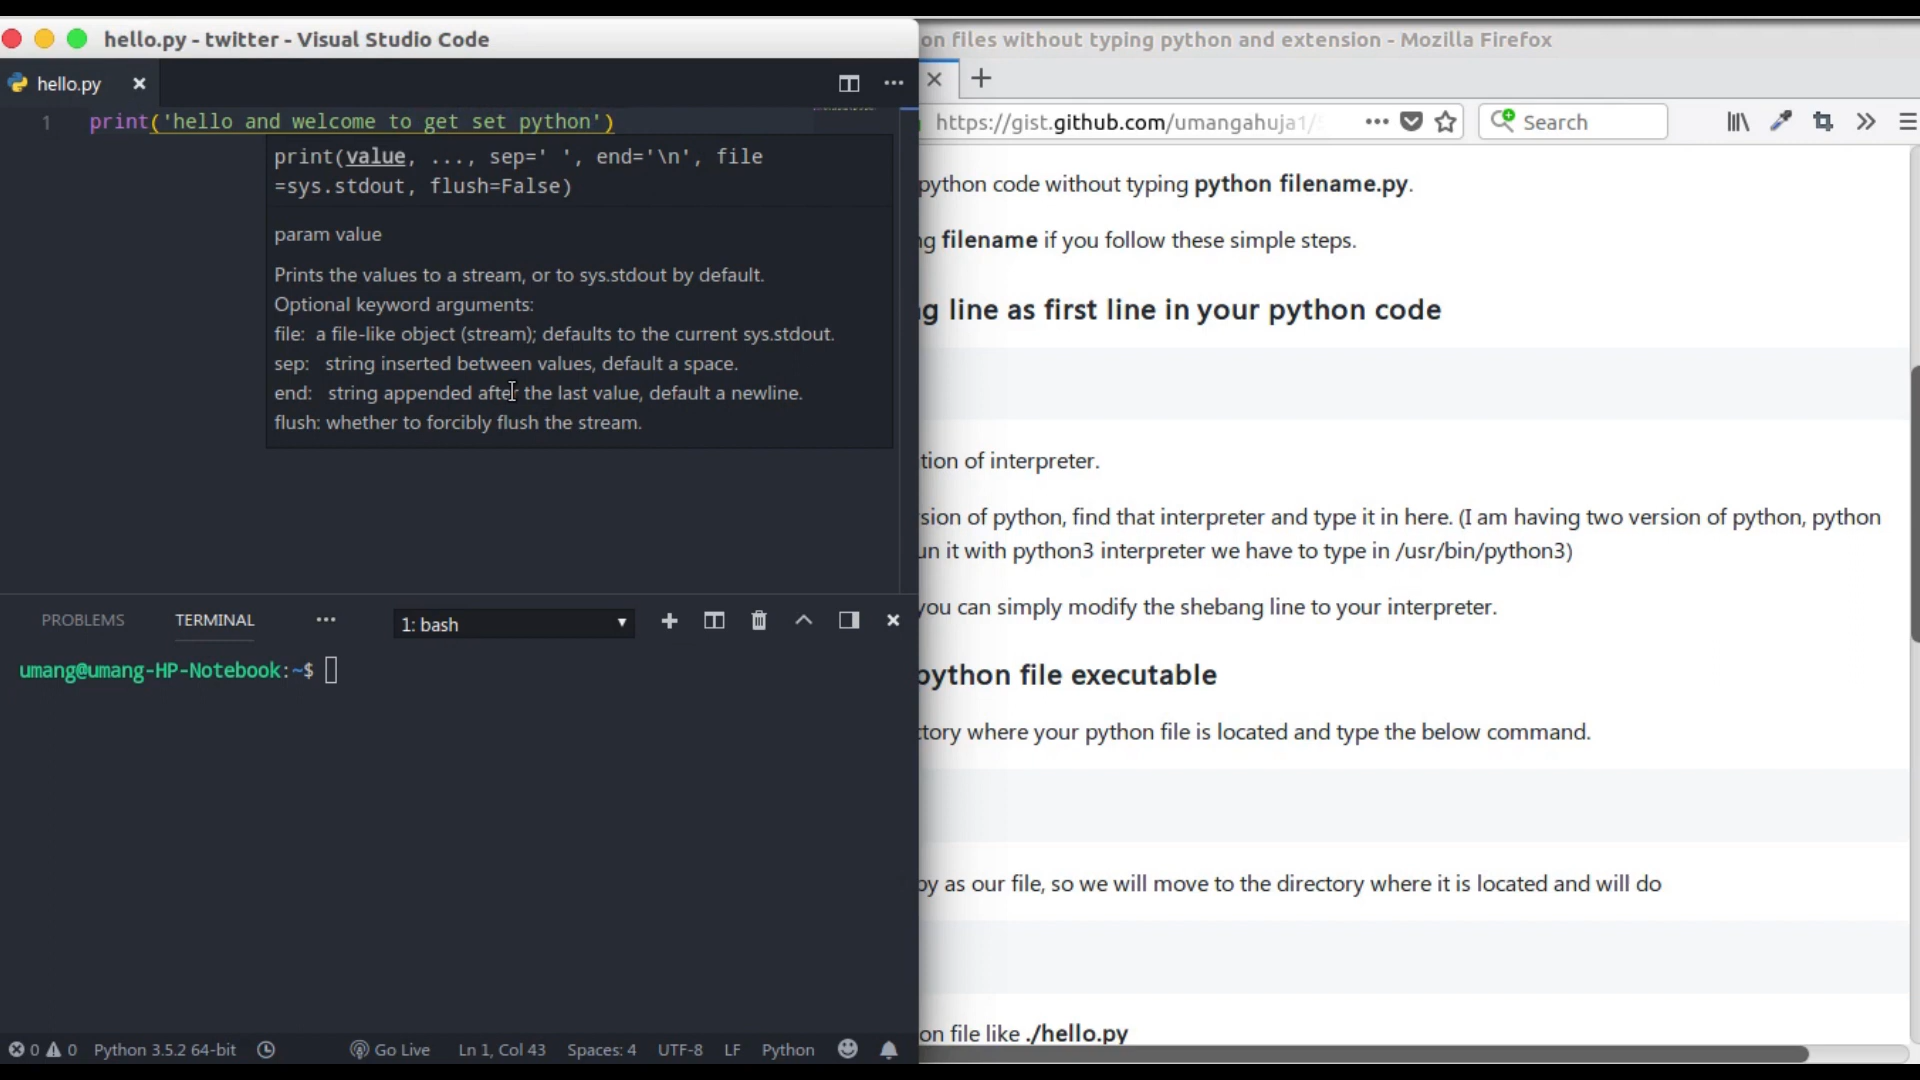 hello.py - twitter - Visual Studio Code
hello.py
1 print('hello and welcome to get set python')
print(value, ..., sep=' ', end='\n', file
=sys.stdout, flush=False)
param value
Prints the values to a stream, or to sys.stdout by default.
Optional keyword arguments:
file: a file-like object (stream); defaults to the current sys.stdout.
sep: string inserted between values, default a space.
end: string appended after the last value, default a newline.
flush: whether to forcibly flush the stream.
PROBLEMS TERMINAL ••• 1: bash
umang@umang-HP-Notebook:~$
0 0 Python 3.5.2 64-bit Go Live Ln 1, Col 43 Spaces: 4 UTF-8 LF Python
on files without typing python and extension - Mozilla Firefox
https://gist.github.com/umangahuja1/ ••• Search
python code without typing python filename.py.
g filename if you follow these simple steps.
g line as first line in your python code
tion of interpreter.
sion of python, find that interpreter and type it in here. (I am having two version of python, python
un it with python3 interpreter we have to type in /usr/bin/python3)
you can simply modify the shebang line to your interpreter.
python file executable
ctory where your python file is located and type the below command.
py as our file, so we will move to the directory where it is located and will do
on file like ./hello.py